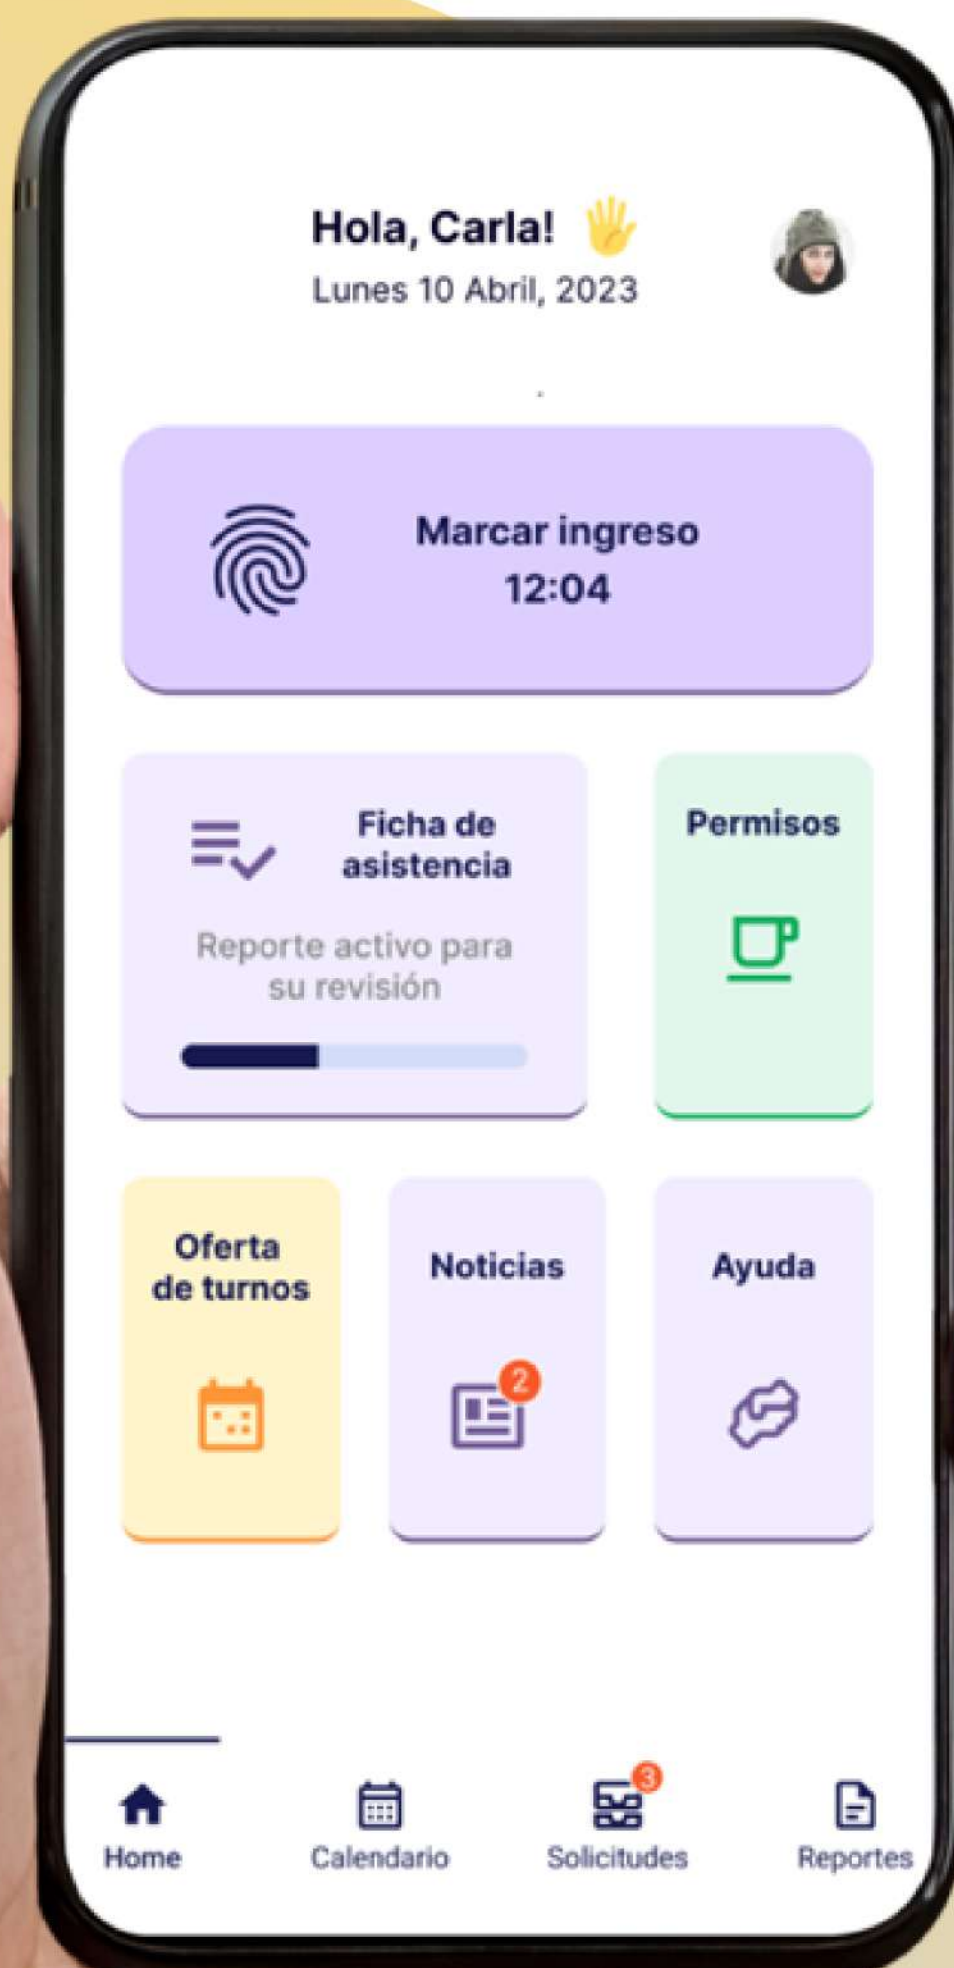 Hola, Carla! 🖐
Lunes 10 Abril, 2023
Marcar ingreso
12:04
Ficha de
asistencia
Permisos
Reporte activo para
su revisión
Oferta
de turnos
Noticias
2
Ayuda
3
Home
Calendario
Solicitudes
Reportes